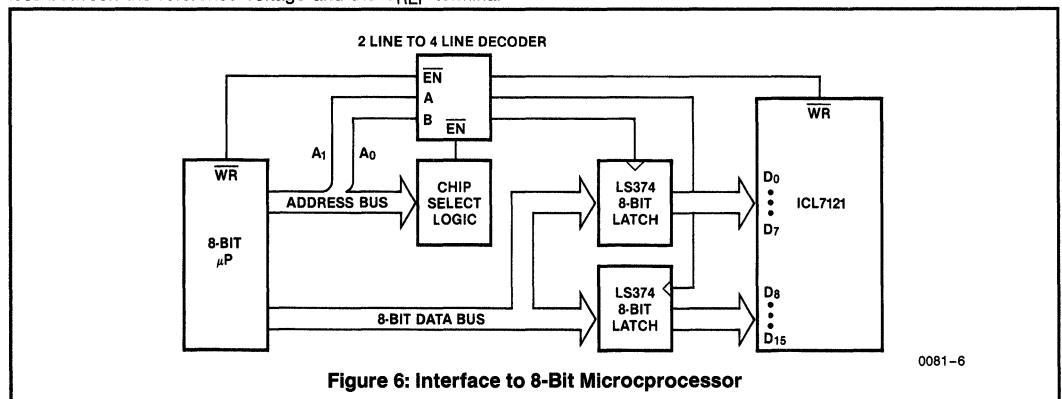 2 LINE TO 4 LINE DECODER
EN
A
B
EN
A1
A0
WR
ADDRESS BUS
8-BIT
μP
CHIP
SELECT
LOGIC
8-BIT DATA BUS
LS374
8-BIT
LATCH
LS374
8-BIT
LATCH
WR
D0
D7
ICL7121
D8
D15
0081-6
Figure 6: Interface to 8-Bit Microcprocessor